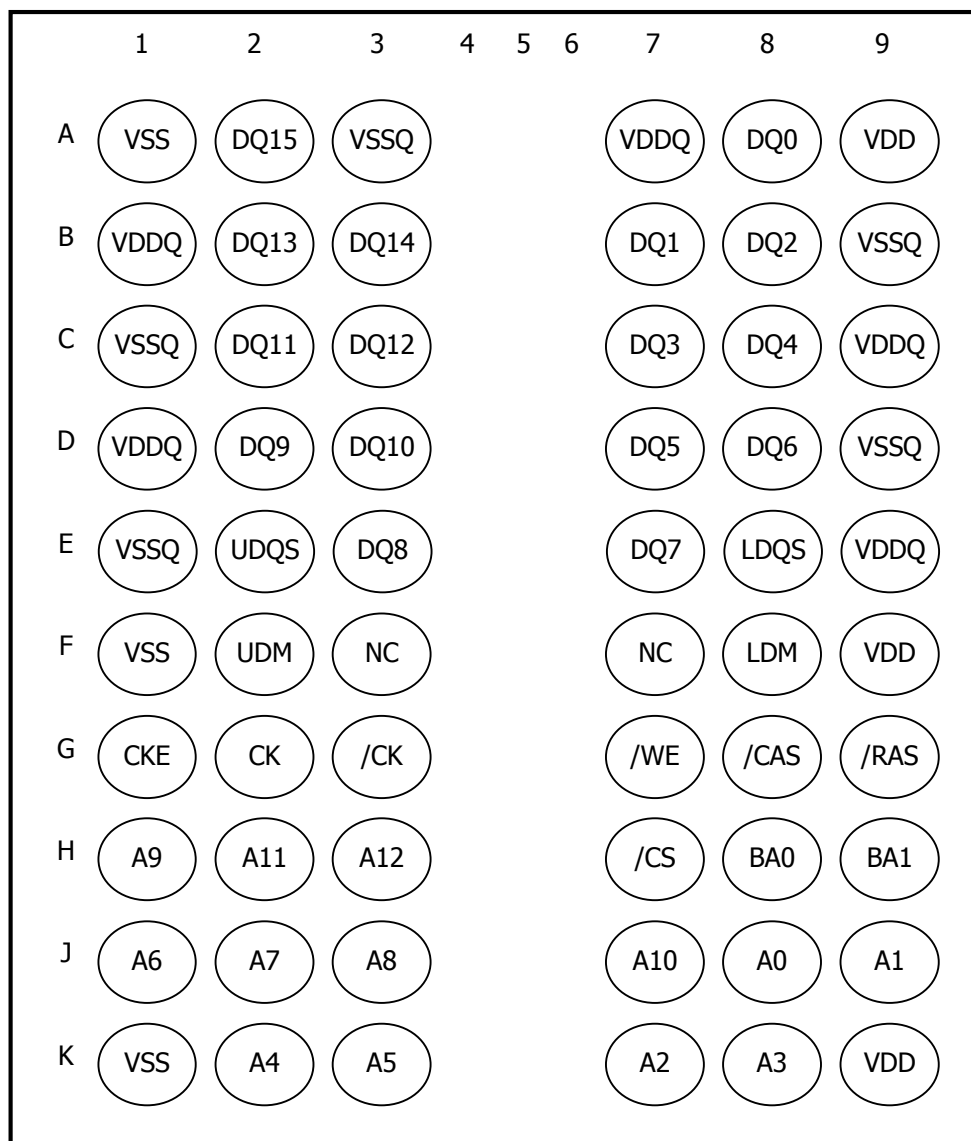 1 2 3 4 5 6 7 8 9
A VSS DQ15 VSSQ VDDQ DQ0 VDD
B VDDQ DQ13 DQ14 DQ1 DQ2 VSSQ
C VSSQ DQ11 DQ12 DQ3 DQ4 VDDQ
D VDDQ DQ9 DQ10 DQ5 DQ6 VSSQ
E VSSQ UDQS DQ8 DQ7 LDQS VDDQ
F VSS UDM NC NC LDM VDD
G CKE CK /CK /WE /CAS /RAS
H A9 A11 A12 /CS BA0 BA1
J A6 A7 A8 A10 A0 A1
K VSS A4 A5 A2 A3 VDD